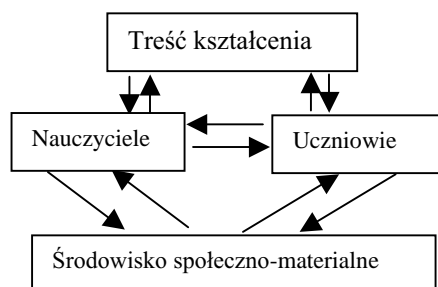 Treść kształcenia
Nauczyciele
Uczniowie
Środowisko społeczno-materialne